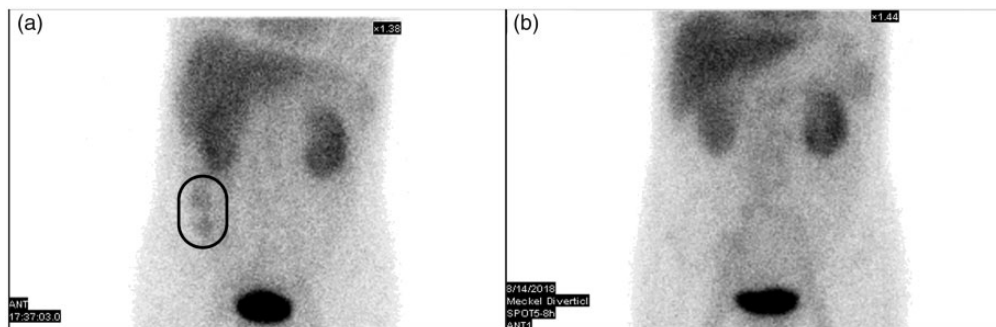 (a)
×1.38
ANT
17:37:03.0
(b)
×1.44
8/14/2018
Meckel Diverticl
SPOT5-8h
ANT1